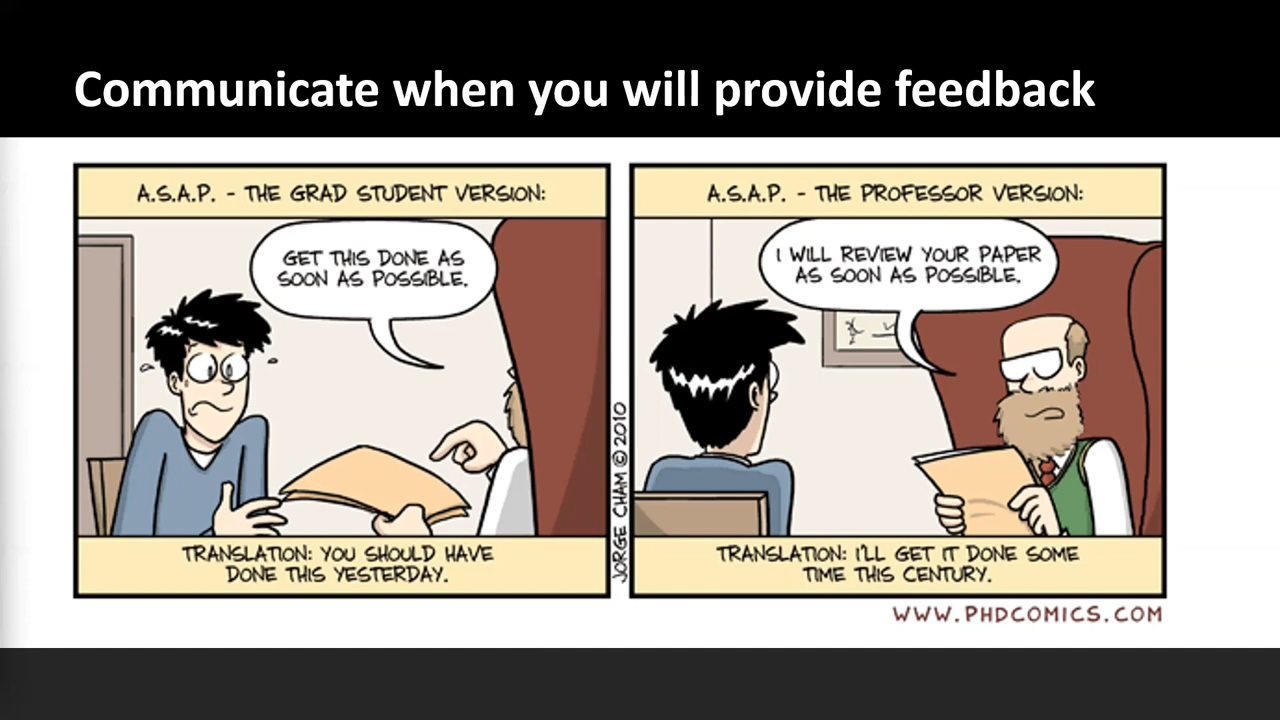 Communicate when you will provide feedback
A.S.A.P. - THE GRAD STUDENT VERSION:
GET THIS DONE AS
SOON AS POSSIBLE.
TRANSLATION: YOU SHOULD HAVE
DONE THIS YESTERDAY.
JORGE CHAM © 2010
A.S.A.P. - THE PROFESSOR VERSION:
I WILL REVIEW YOUR PAPER
AS SOON AS POSSIBLE.
TRANSLATION: I'LL GET IT DONE SOME
TIME THIS CENTURY.
WWW.PHDCOMICS.COM